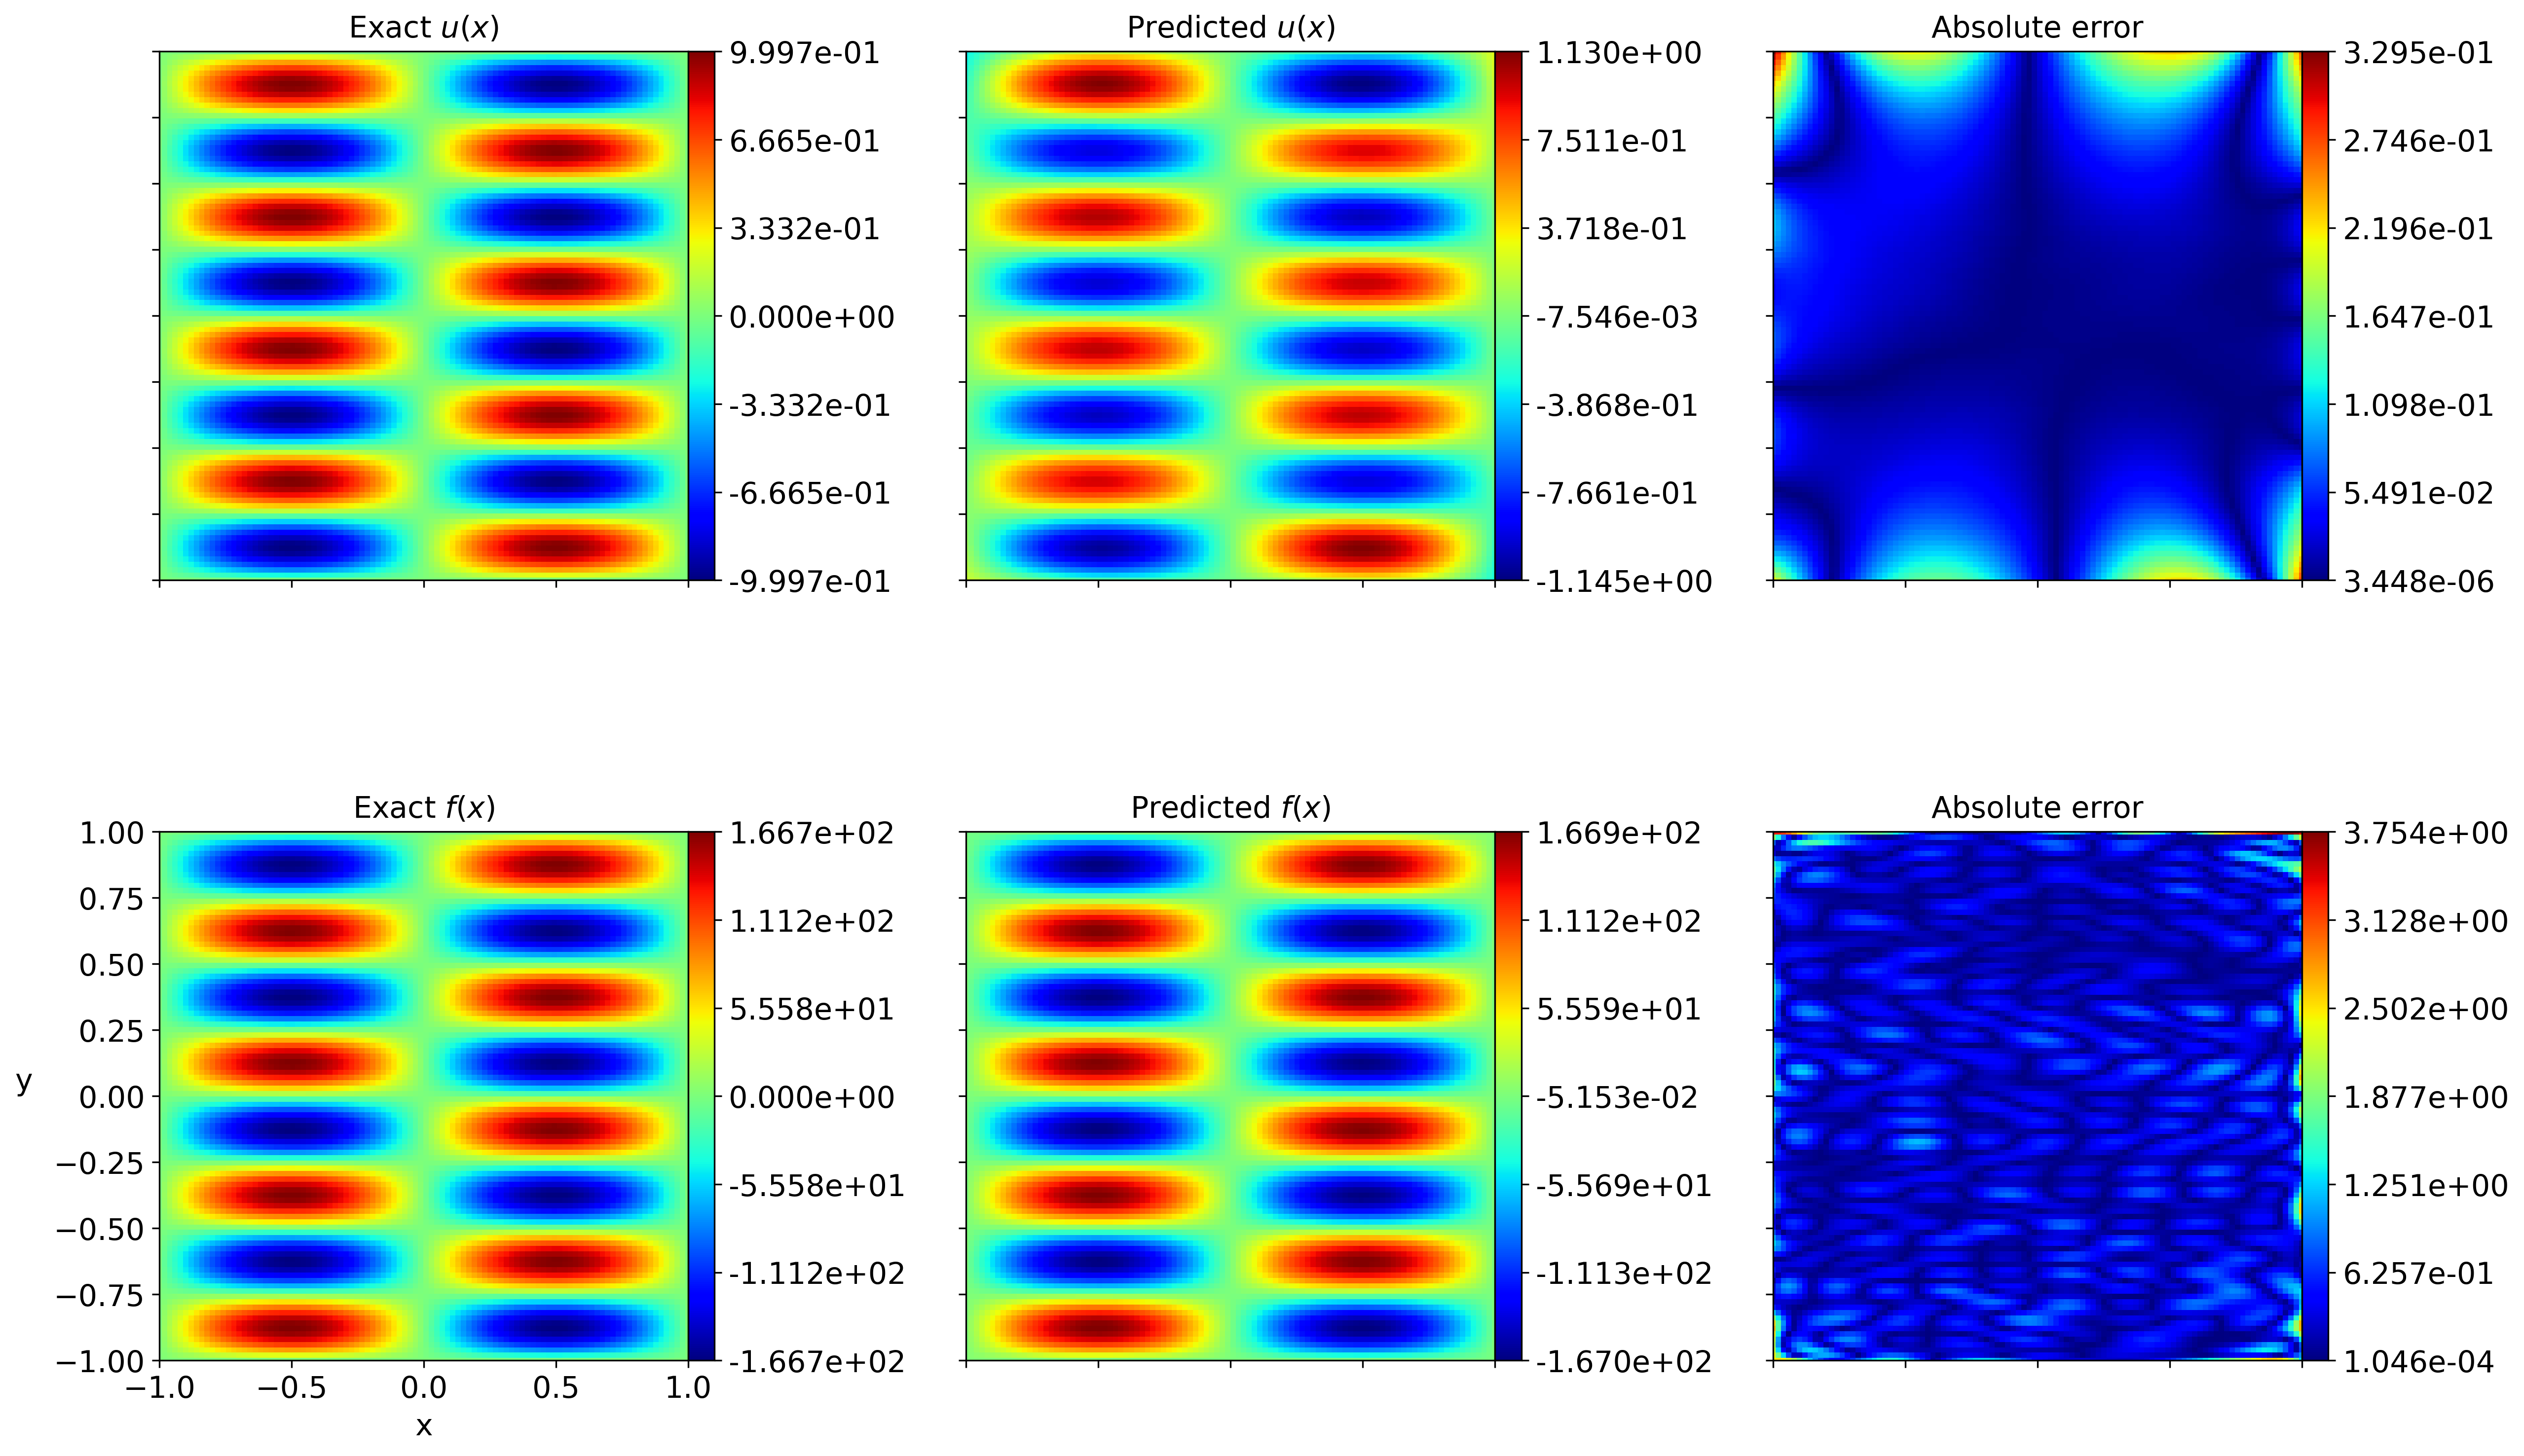 Exact u(x)
9.997e-01
6.665e-01
3.332e-01
0.000e+00
-3.332e-01
-6.665e-01
-9.997e-01
Predicted u(x)
1.130e+00
7.511e-01
3.718e-01
-7.546e-03
-3.868e-01
-7.661e-01
-1.145e+00
Absolute error
3.295e-01
2.746e-01
2.196e-01
1.647e-01
1.098e-01
5.491e-02
3.448e-06
Exact f(x)
y
1.00
0.75
0.50
0.25
0.00
−0.25
−0.50
−0.75
−1.00
−1.0 −0.5 0.0 0.5 1.0
x
1.667e+02
1.112e+02
5.558e+01
0.000e+00
-5.558e+01
-1.112e+02
-1.667e+02
Predicted f(x)
1.669e+02
1.112e+02
5.559e+01
-5.153e-02
-5.569e+01
-1.113e+02
-1.670e+02
Absolute error
3.754e+00
3.128e+00
2.502e+00
1.877e+00
1.251e+00
6.257e-01
1.046e-04